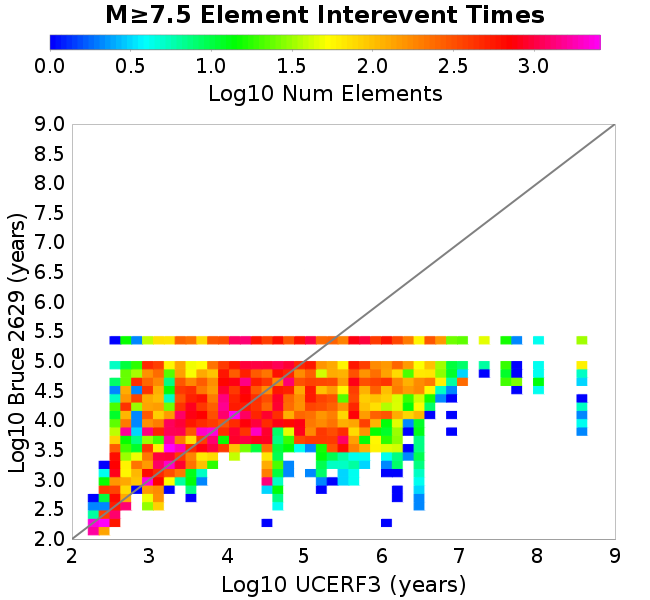 M≥7.5 Element Interevent Times
0.0 0.5 1.0 1.5 2.0 2.5 3.0
Log10 Num Elements
9.0
8.5
8.0
7.5
7.0
6.5
6.0
5.5
5.0
4.5
4.0
3.5
3.0
2.5
2.0
Log10 Bruce 2629 (years)
2 3 4 5 6 7 8 9
Log10 UCERF3 (years)